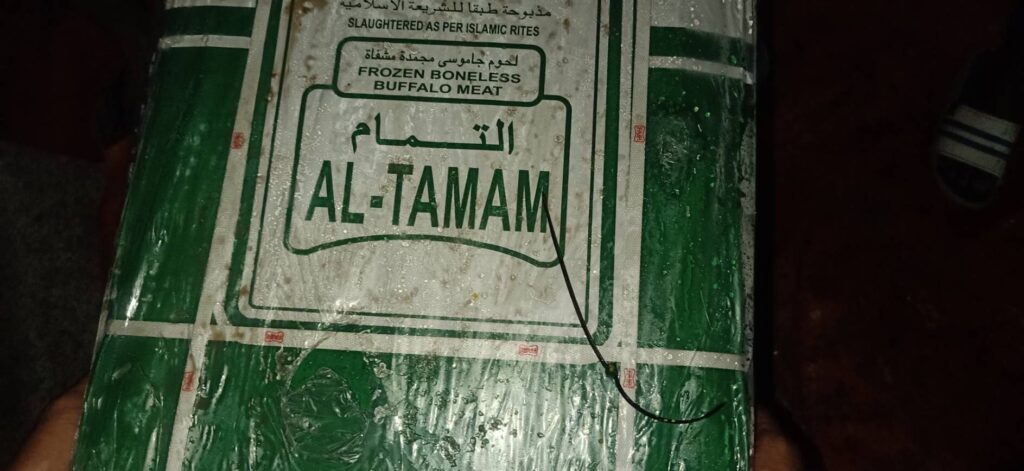 مذبوحة طبقا للشريعة الاسلامية
SLAUGHTERED AS PER ISLAMIC RITES
لحوم جاموسى مجمدة مشفاة
FROZEN BONELESS
BUFFALO MEAT
التمام
AL-TAMAM